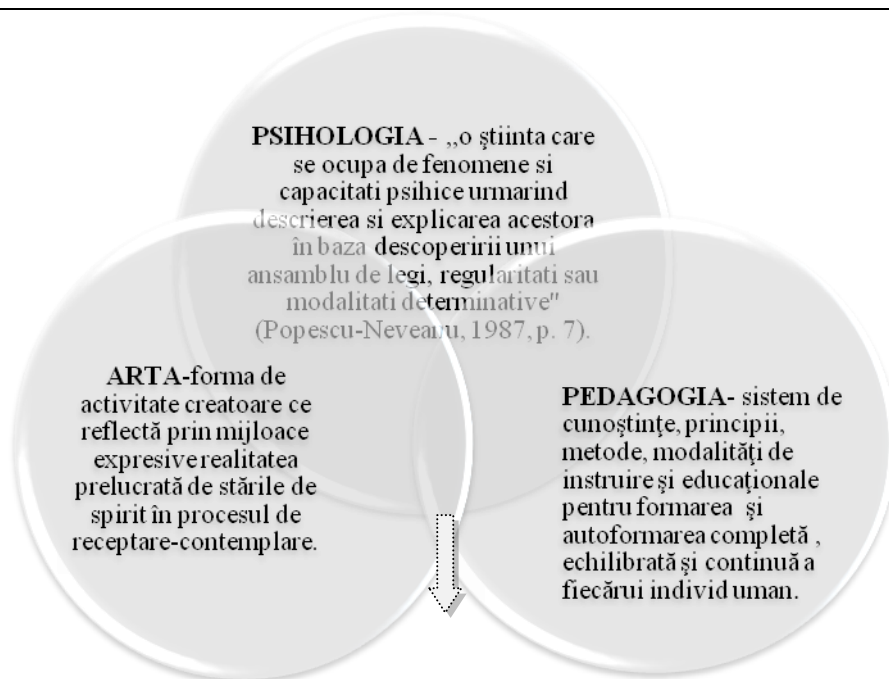 PSIHOLOGIA - „o ştiinta care
se ocupa de fenomene si
capacitati psihice urmarind
descrierea si explicarea acestora
în baza descoperirii unui
ansamblu de legi, regularitati sau
modalitati determinative"
(Popescu-Neveanu, 1987, p. 7).
ARTA-forma de
activitate creatoare ce
reflectă prin mijloace
expresive realitatea
prelucrată de stările de
spirit în procesul de
receptare-contemplare.
PEDAGOGIA- sistem de
cunoştinţe, principii,
metode, modalităţi de
instruire şi educaţionale
pentru formarea şi
autoformarea completă ,
echilibrată şi continuă a
fiecărui individ uman.